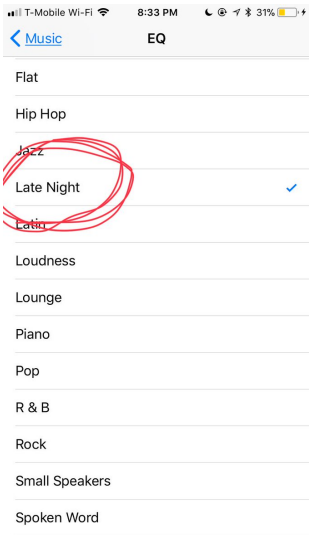 T-Mobile Wi-Fi 8:33 PM 31%
Music EQ
Flat
Hip Hop
Jazz
Late Night
Latin
Loudness
Lounge
Piano
Pop
R & B
Rock
Small Speakers
Spoken Word